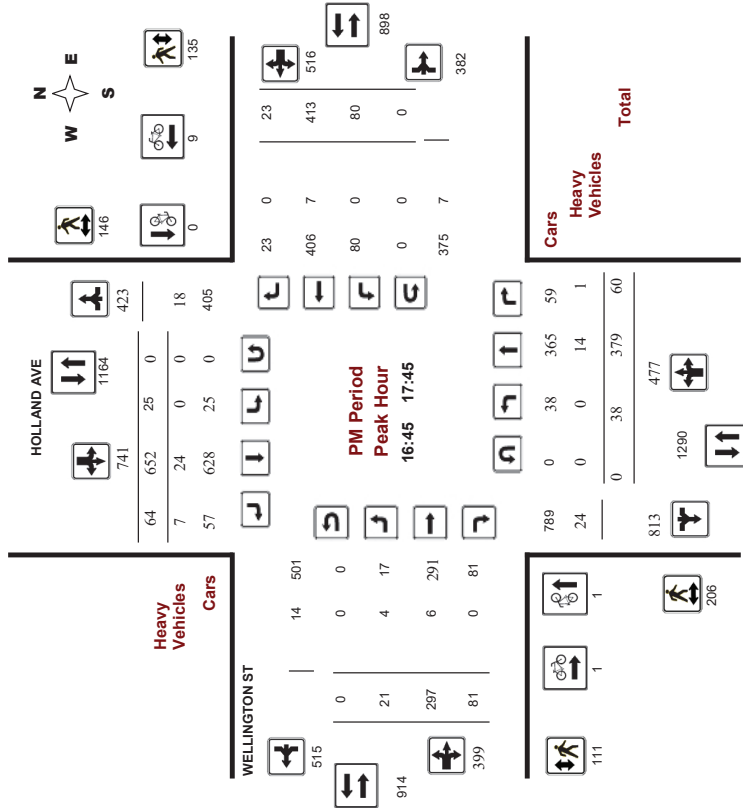 HOLLAND AVE
N
W E
S
146
135
0
9
741
1164
423
64 652 25 0
7 24 0 0 18
57 628 25 0 405
Heavy
Vehicles
Cars
WELLINGTON ST
515
914
399
14 501
0 0 0
21 4 17
297 6 291
81 0 81
PM Period
Peak Hour
16:45 17:45
23 0 23
406 7 413
80 0 80
0 0 0
375 7
516
898
382
Cars
Heavy
Vehicles
Total
789 0 38 365 59
24 0 0 14 1
0 38 379 60
813
1290
477
111
1
1
206